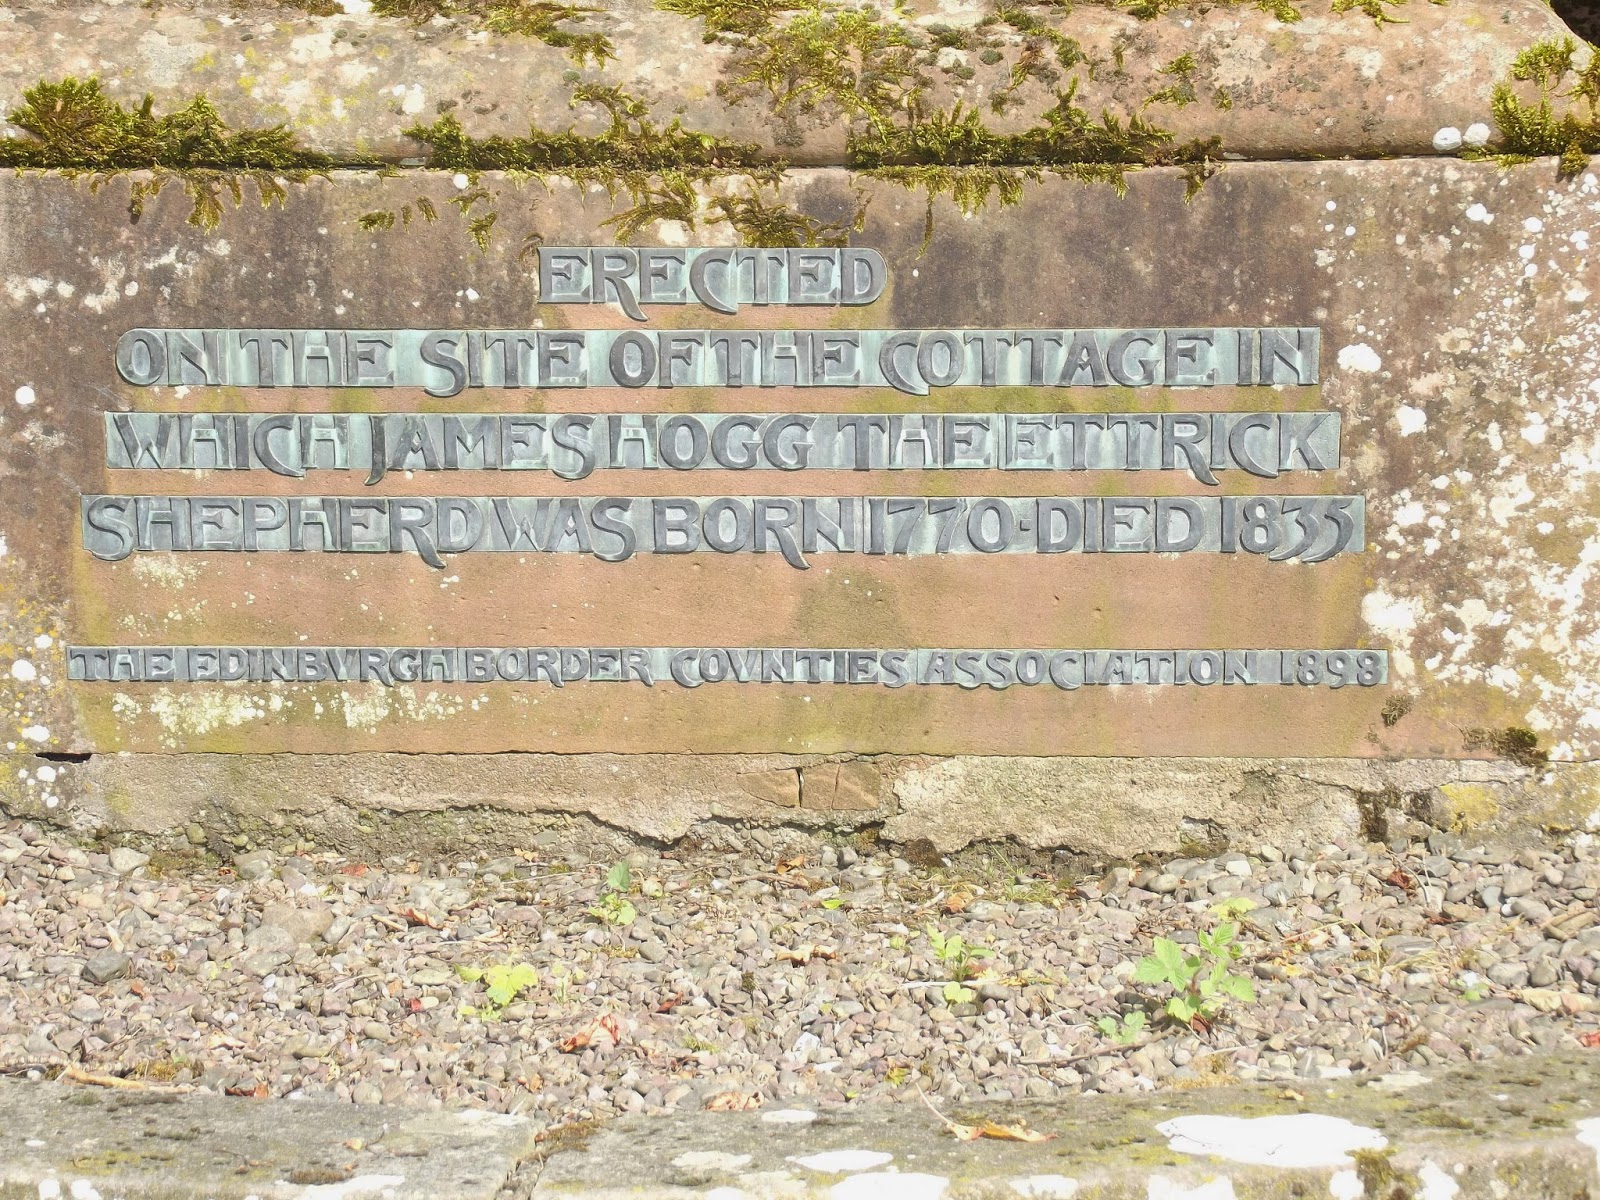 ERECTED
ON THE SITE OF THE COTTAGE IN
WHICH JAMES HOGG THE ETTRICK
SHEPHERD WAS BORN 1770·DIED 1835
THE EDINBVRGH BORDER COVNTIES ASSOCIATION 1898